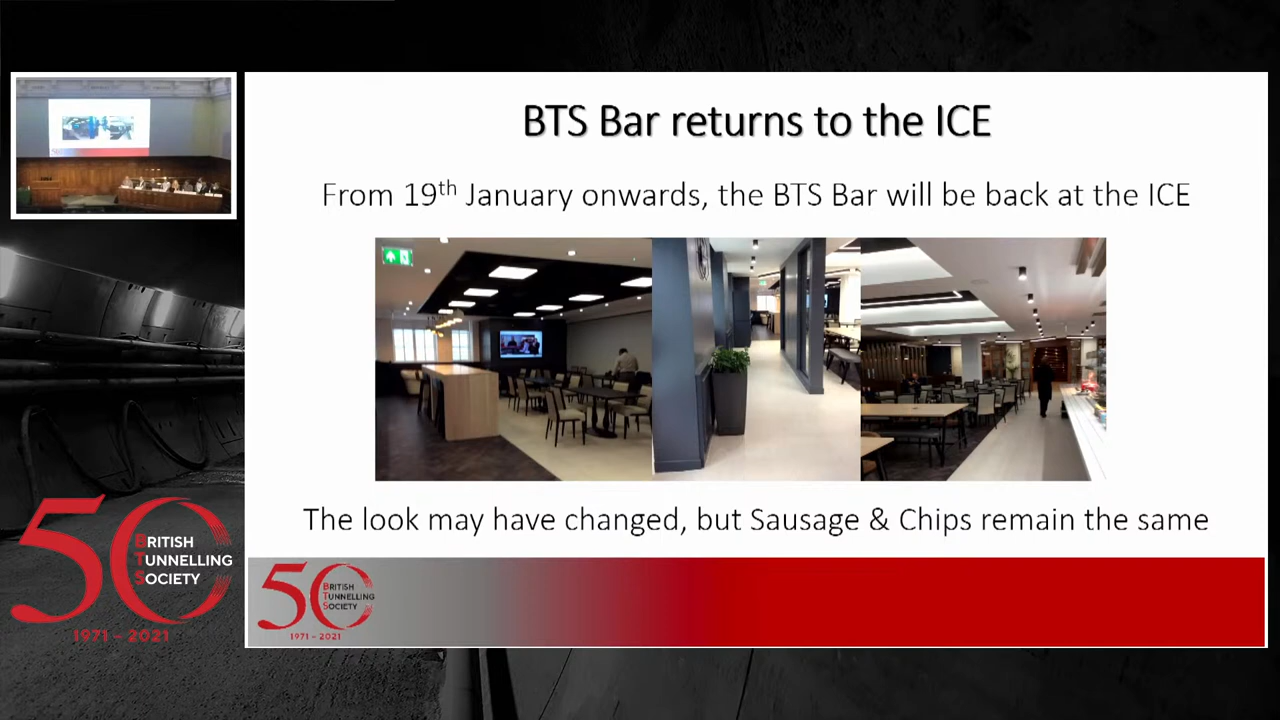 BTS Bar returns to the ICE
From 19th January onwards, the BTS Bar will be back at the ICE
The look may have changed, but Sausage & Chips remain the same
50
BRITISH
TUNNELLING
SOCIETY
1971 - 2021
50
BRITISH
TUNNELLING
SOCIETY
1971 - 2021